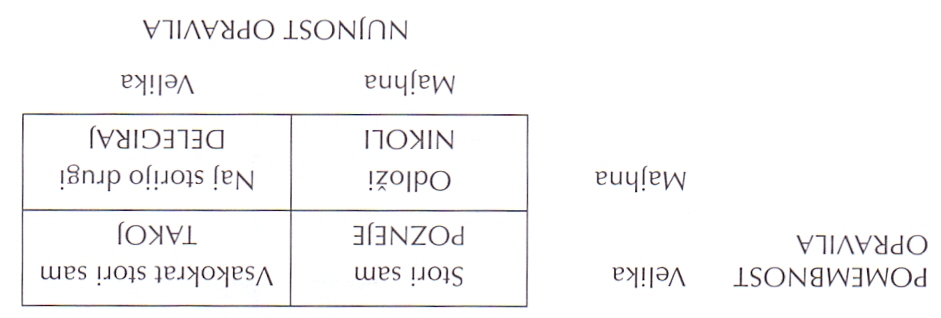 POMEMBNOST
OPRAVILA
Velika
Stori sam
POZNEJE
Vsakokrat stori sam
TAKOJ
Majhna
Odloži
NIKOLI
Naj storijo drugi
DELEGIRAJ
Majhna
Velika
NUJNOST OPRAVILA